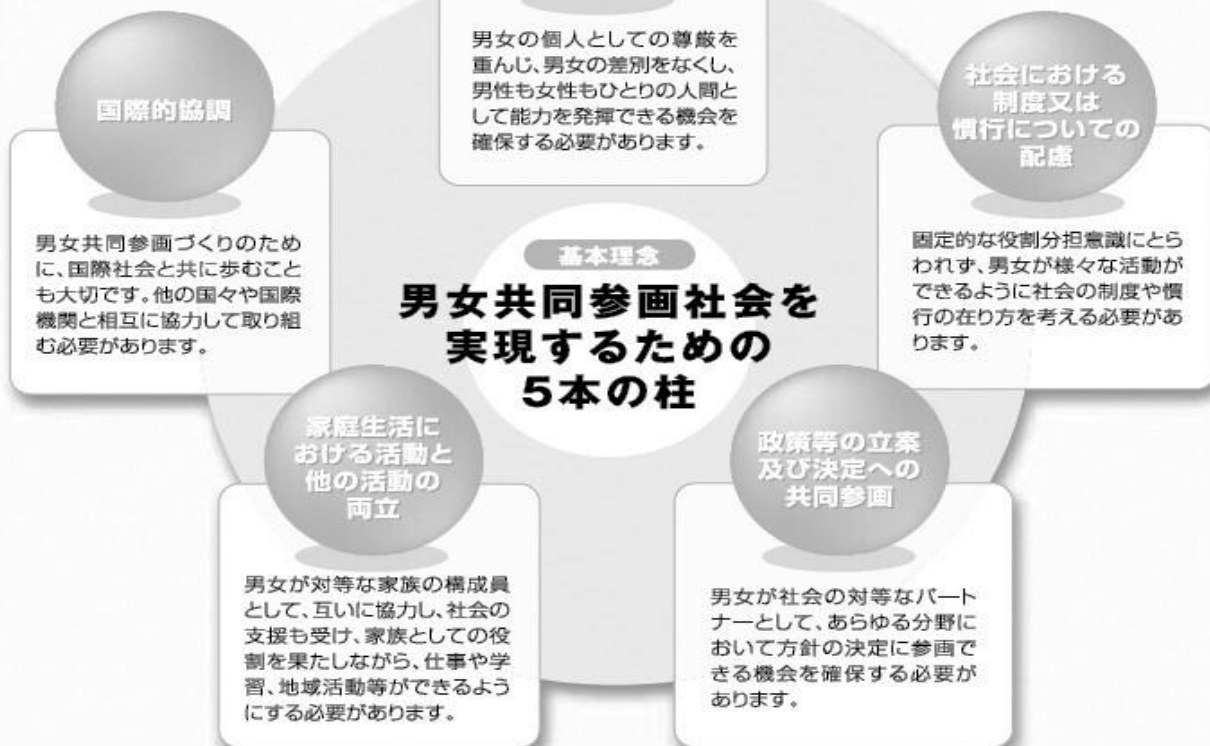 男女の個人としての尊厳を
重んじ、男女の差別をなくし、
男性も女性もひとりの人間と
して能力を発揮できる機会を
確保する必要があります。
国際的協調
男女共同参画づくりのため
に、国際社会と共に歩むこと
も大切です。他の国々や国際
機関と相互に協力して取り組
む必要があります。
社会における
制度又は
慣行についての
配慮
固定的な役割分担意識にとら
われず、男女が様々な活動が
できるように社会の制度や慣
行の在り方を考える必要があ
ります。
基本理念
男女共同参画社会を
実現するための
5本の柱
家庭生活に
おける活動と
他の活動の
両立
男女が対等な家族の構成員
として、互いに協力し、社会の
支援も受け、家族としての役
割を果たしながら、仕事や学
習、地域活動等ができるよう
にする必要があります。
政策等の立案
及び決定への
共同参画
男女が社会の対等なパート
ナーとして、あらゆる分野に
おいて方針の決定に参画で
きる機会を確保する必要が
あります。